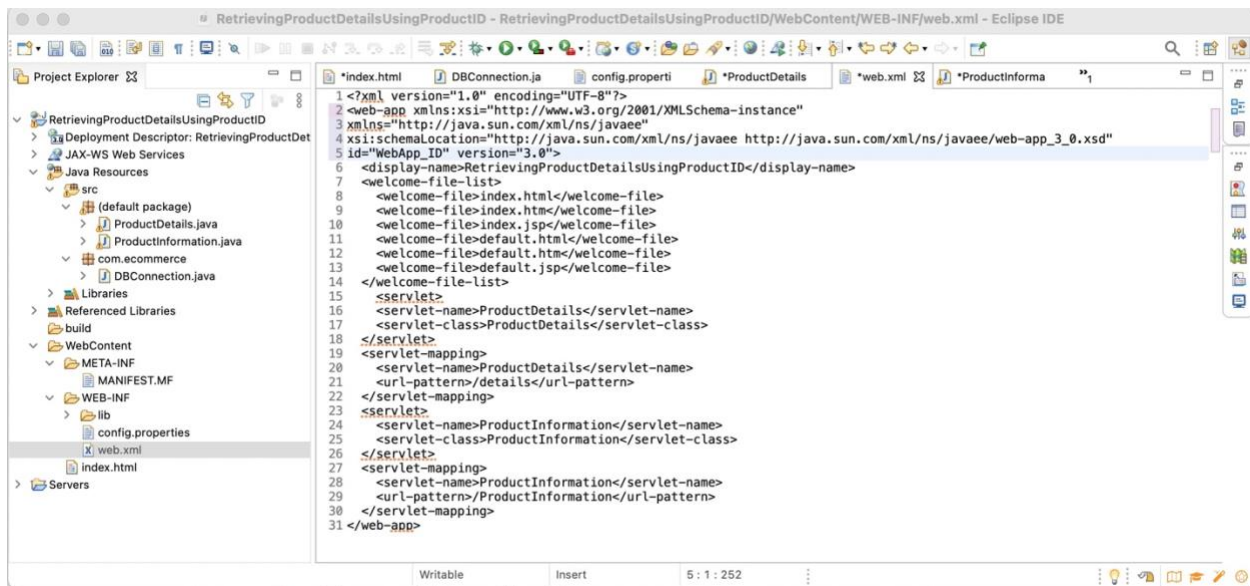 RetrievingProductDetailsUsingProductID - RetrievingProductDetailsUsingProductID/WebContent/WEB-INF/web.xml - Eclipse IDE
Project Explorer
RetrievingProductDetailsUsingProductID
Deployment Descriptor: RetrievingProductDet
JAX-WS Web Services
Java Resources
src
(default package)
ProductDetails.java
ProductInformation.java
com.ecommerce
DBConnection.java
Libraries
Referenced Libraries
build
WebContent
META-INF
MANIFEST.MF
WEB-INF
lib
config.properties
web.xml
index.html
Servers
*index.html DBConnection.ja config.properti *ProductDetails *web.xml *ProductInforma »1
1 <?xml version="1.0" encoding="UTF-8"?>
2 <web-app xmlns:xsi="http://www.w3.org/2001/XMLSchema-instance"
3 xmlns="http://java.sun.com/xml/ns/javaee"
4 xsi:schemaLocation="http://java.sun.com/xml/ns/javaee http://java.sun.com/xml/ns/javaee/web-app_3_0.xsd"
5 id="WebApp_ID" version="3.0">
6 <display-name>RetrievingProductDetailsUsingProductID</display-name>
7 <welcome-file-list>
8 <welcome-file>index.html</welcome-file>
9 <welcome-file>index.htm</welcome-file>
10 <welcome-file>index.jsp</welcome-file>
11 <welcome-file>default.html</welcome-file>
12 <welcome-file>default.htm</welcome-file>
13 <welcome-file>default.jsp</welcome-file>
14 </welcome-file-list>
15 <servlet>
16 <servlet-name>ProductDetails</servlet-name>
17 <servlet-class>ProductDetails</servlet-class>
18 </servlet>
19 <servlet-mapping>
20 <servlet-name>ProductDetails</servlet-name>
21 <url-pattern>/details</url-pattern>
22 </servlet-mapping>
23 <servlet>
24 <servlet-name>ProductInformation</servlet-name>
25 <servlet-class>ProductInformation</servlet-class>
26 </servlet>
27 <servlet-mapping>
28 <servlet-name>ProductInformation</servlet-name>
29 <url-pattern>/ProductInformation</url-pattern>
30 </servlet-mapping>
31 </web-app>
Writable Insert 5 : 1 : 252